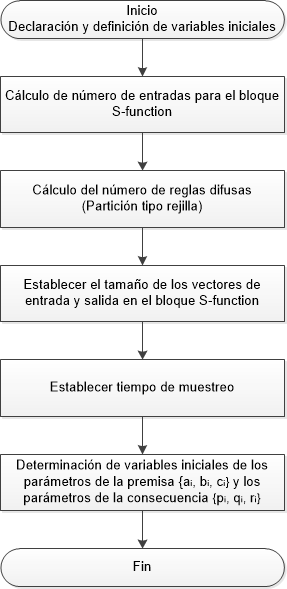 Inicio
Declaración y definición de variables iniciales
Cálculo de número de entradas para el bloque
S-function
Cálculo del número de reglas difusas
(Partición tipo rejilla)
Establecer el tamaño de los vectores de
entrada y salida en el bloque S-function
Establecer tiempo de muestreo
Determinación de variables iniciales de los
parámetros de la premisa {aᵢ, bᵢ, cᵢ} y los
parámetros de la consecuencia {pᵢ, qᵢ, rᵢ}
Fin